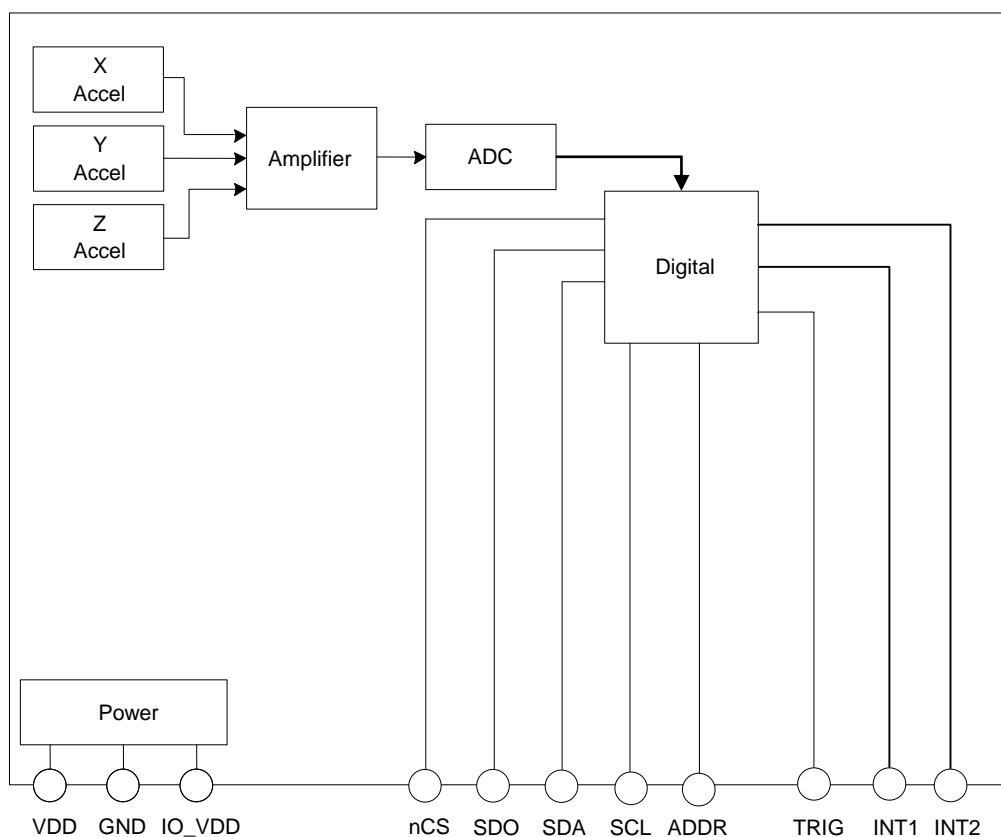 X
Accel
Y
Accel
Z
Accel
Amplifier
ADC
Digital
Power
VDD GND IO_VDD nCS SDO SDA SCL ADDR TRIG INT1 INT2